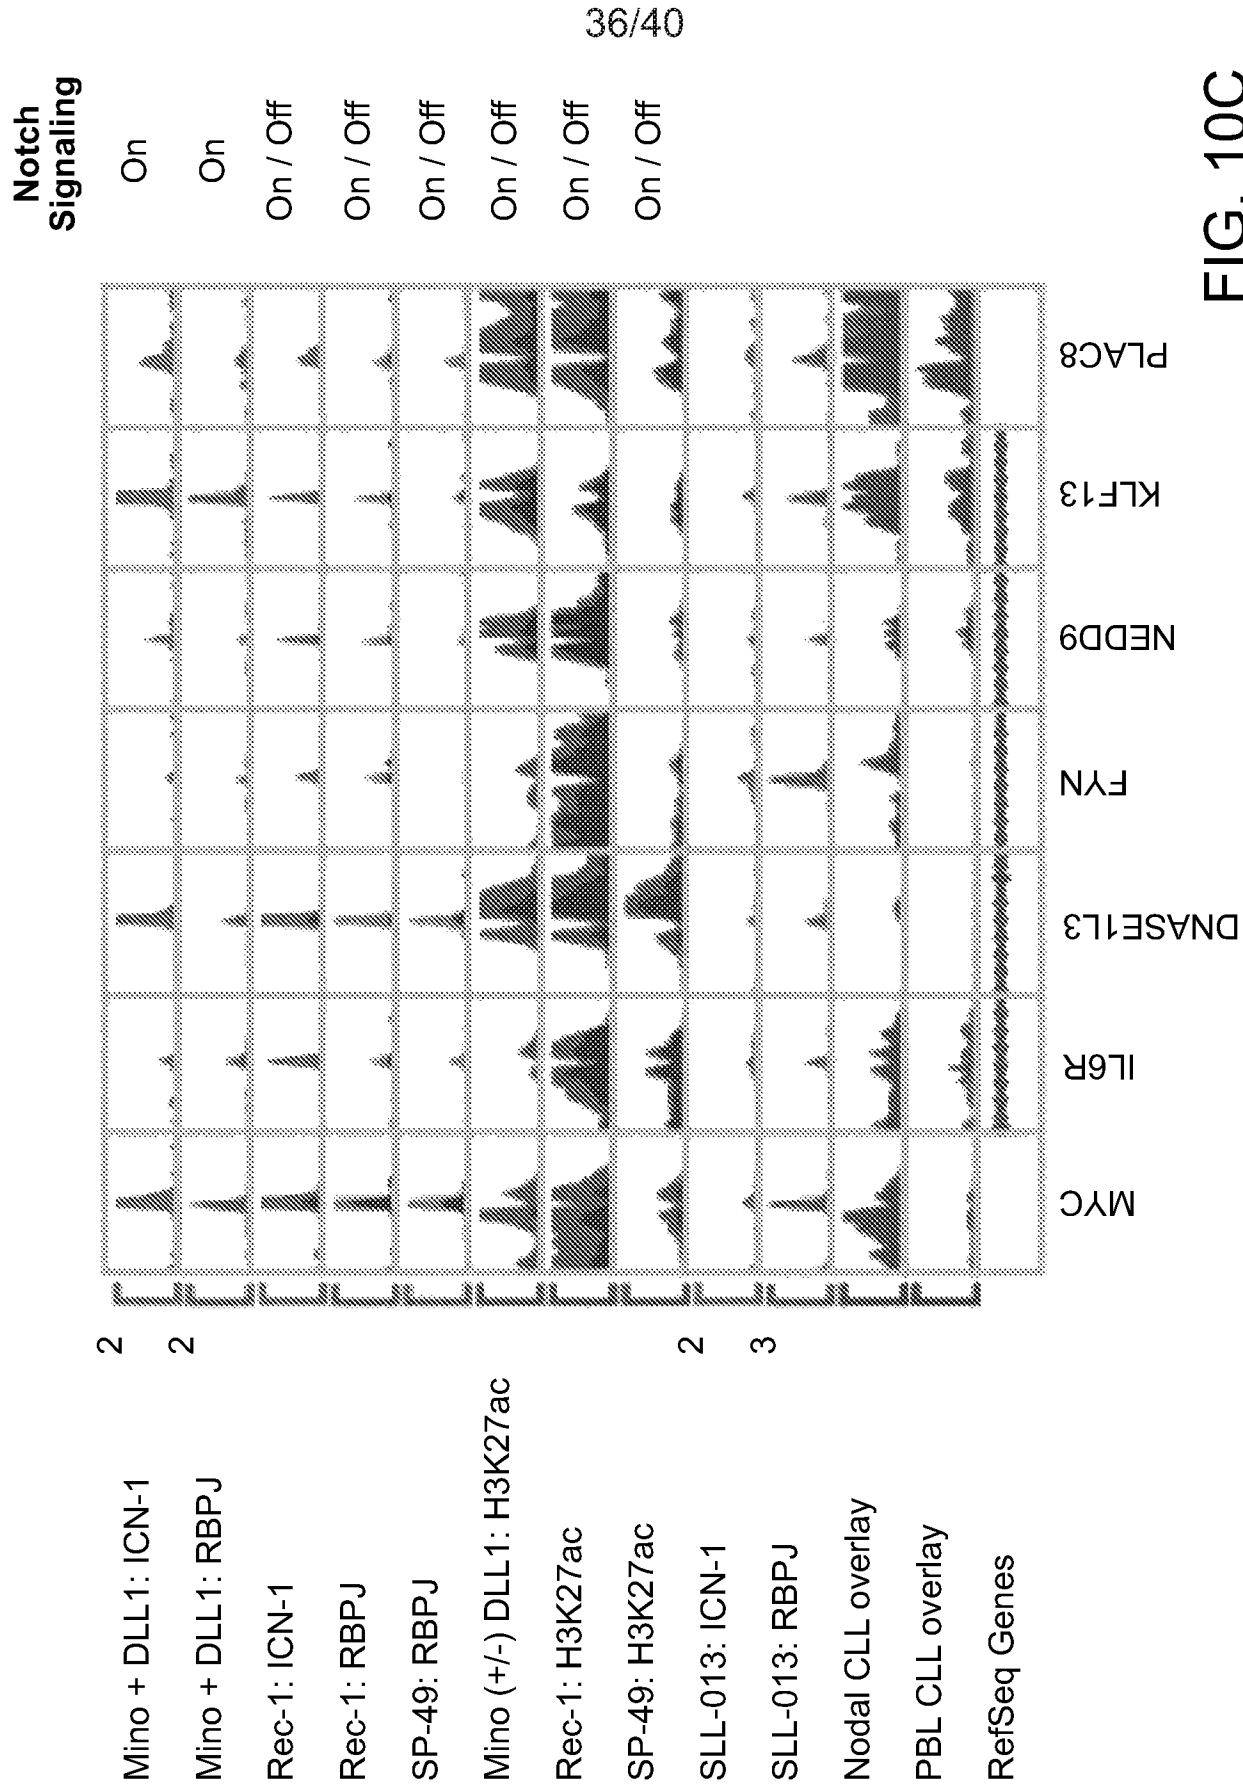 36/40
Notch
Signaling
On
On
On / Off
On / Off
On / Off
On / Off
On / Off
On / Off
2
2
2
3
Mino + DLL1: ICN-1
Mino + DLL1: RBPJ
Rec-1: ICN-1
Rec-1: RBPJ
SP-49: RBPJ
Mino (+/-) DLL1: H3K27ac
Rec-1: H3K27ac
SP-49: H3K27ac
SLL-013: ICN-1
SLL-013: RBPJ
Nodal CLL overlay
PBL CLL overlay
RefSeq Genes
MYC
IL6R
DNASE1L3
FYN
NEDD9
KLF13
PLAC8
FIG. 10C